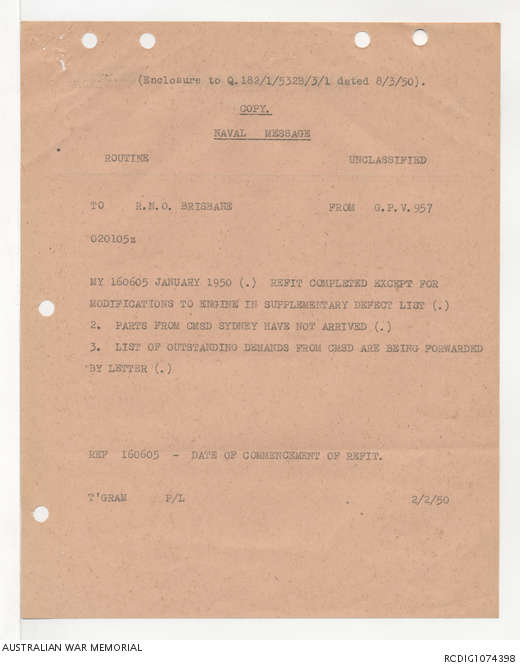 (Enclosure to Q.182/1/532B/3/1 dated 8/3/50).
COPY.
NAVAL MESSAGE
ROUTINE UNCLASSIFIED
TO R.N.O. BRISBANE FROM G.P.V. 957
020105z
MY 160605 JANUARY 1950 (.) REFIT COMPLETED EXCEPT FOR
MODIFICATIONS TO ENGINE IN SUPPLEMENTARY DEFECT LIST (.)
2. PARTS FROM CMSD SYDNEY HAVE NOT ARRIVED (.)
3. LIST OF OUTSTANDING DEMANDS FROM CMSD ARE BEING FORWARDED
BY LETTER (.)
REF 160605 - DATE OF COMMENCEMENT OF REFIT.
T'GRAM P/L . 2/2/50
AUSTRALIAN WAR MEMORIAL RCDIG1074398